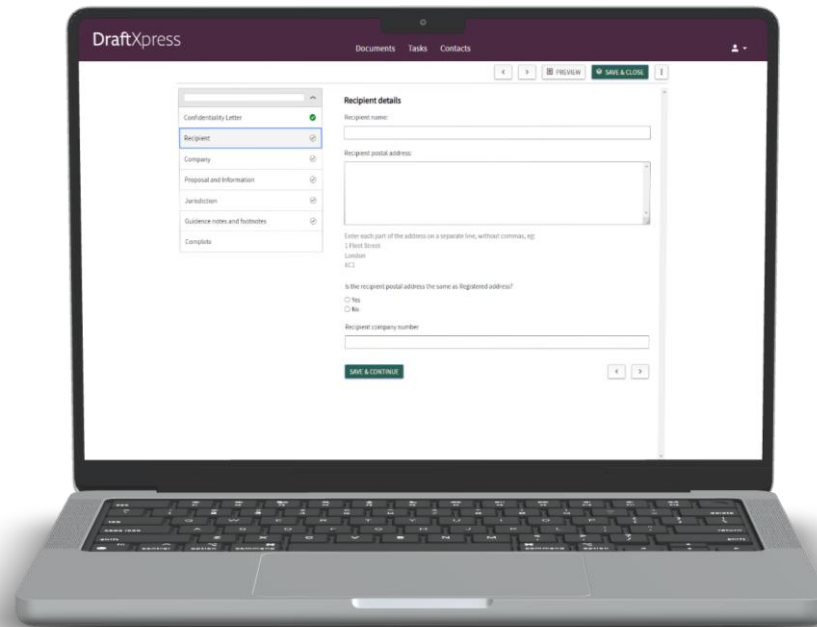 DraftXpress
Documents Tasks Contacts
PREVIEW
SAVE & CLOSE
Confidentiality Letter
Recipient
Company
Proposal and Information
Jurisdiction
Guidence notes and footnotes
Complete
Recipient details
Recipient name:
Recipient postal address:
Enter each part of the address on a separate line, without commas, eg:
1 Fleet Street
London
EC1
Is the recipient postal address the same as Registered address?
Yes
No
Recipient company number
SAVE & CONTINUE